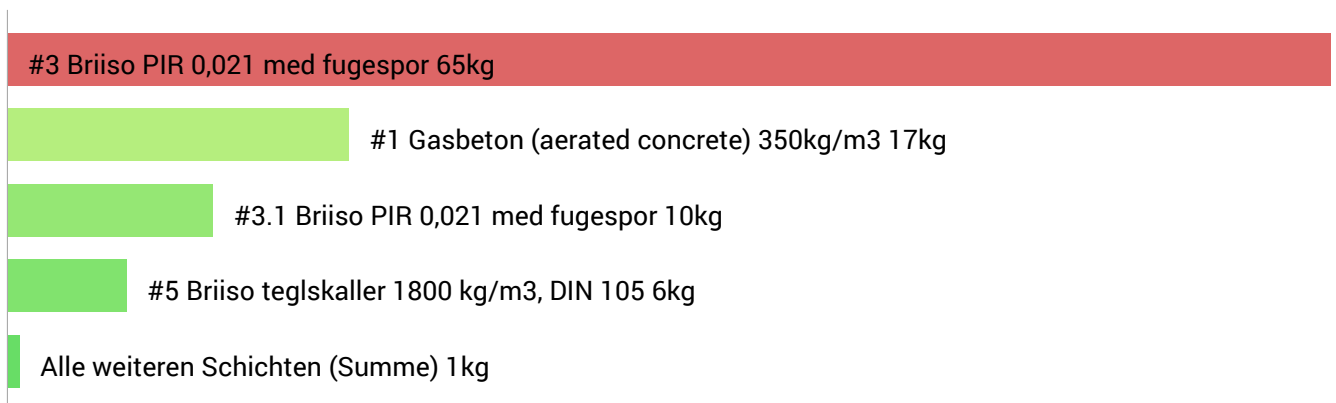 #3 Briiso PIR 0,021 med fugespor 65kg
#1 Gasbeton (aerated concrete) 350kg/m3 17kg
#3.1 Briiso PIR 0,021 med fugespor 10kg
#5 Briiso teglskaller 1800 kg/m3, DIN 105 6kg
Alle weiteren Schichten (Summe) 1kg